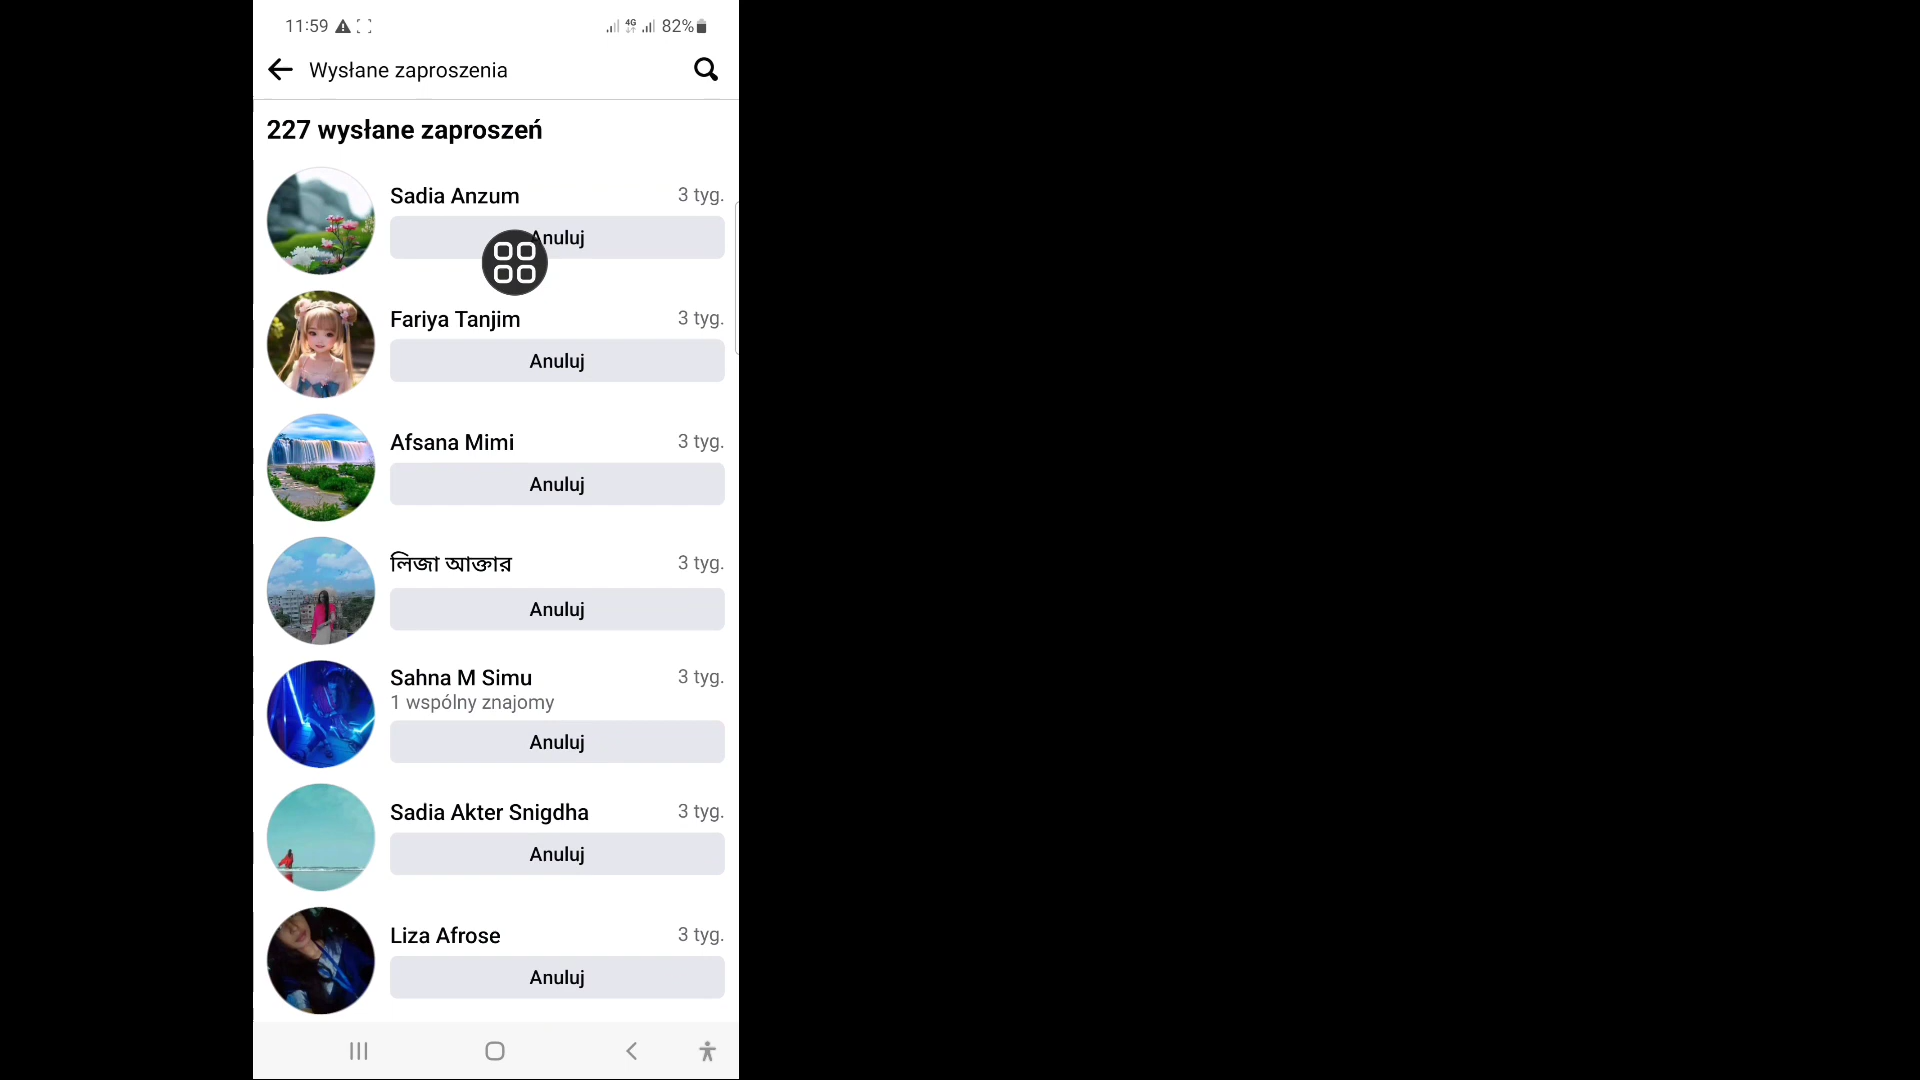 11:59
4G
82%
Wysłane zaproszenia
227 wysłane zaproszeń
Sadia Anzum
3 tyg.
Anuluj
Fariya Tanjim
3 tyg.
Anuluj
Afsana Mimi
3 tyg.
Anuluj
লিজা আক্তার
3 tyg.
Anuluj
Sahna M Simu
3 tyg.
1 wspólny znajomy
Anuluj
Sadia Akter Snigdha
3 tyg.
Anuluj
Liza Afrose
3 tyg.
Anuluj